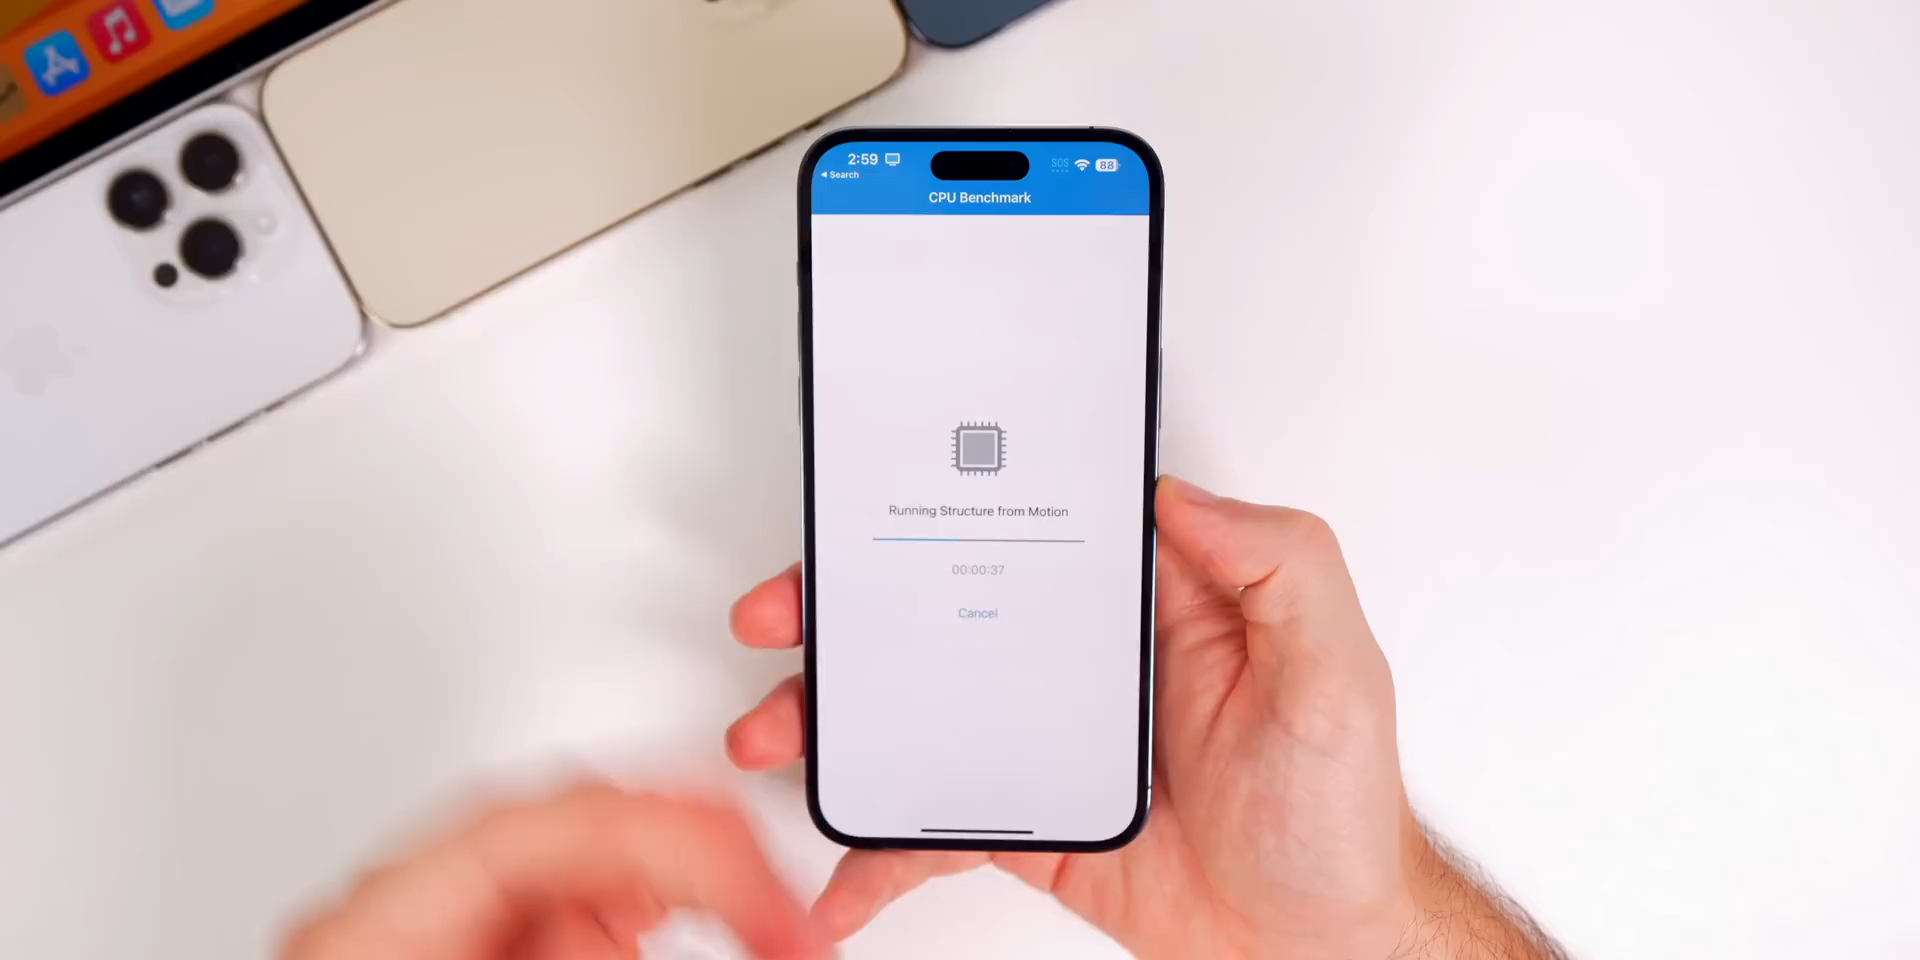 2:59
SOS
88
Search
CPU Benchmark
Running Structure from Motion
00:00:37
Cancel